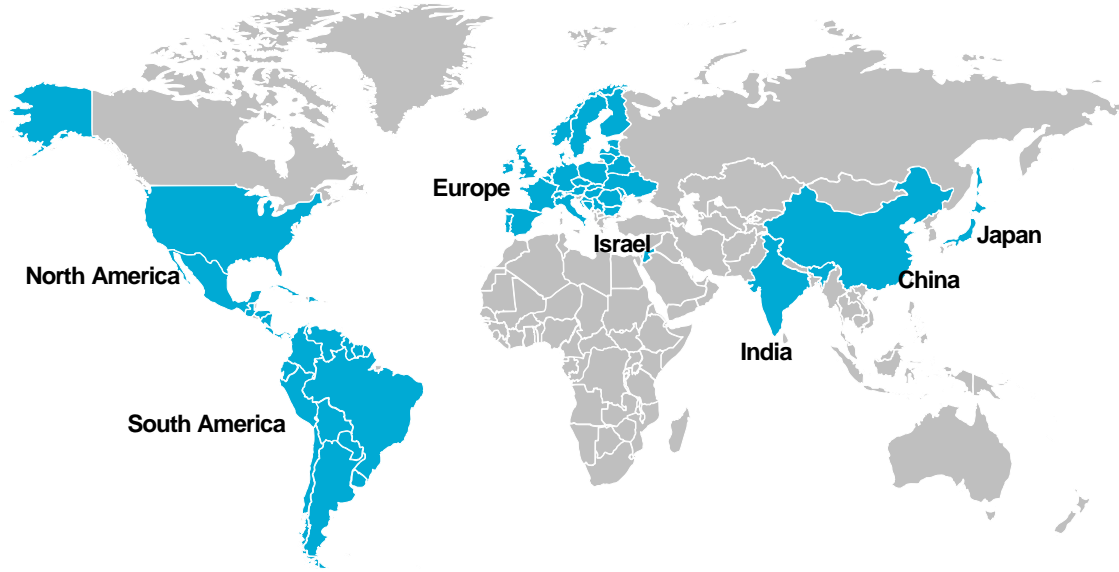 Europe
Japan
Israel
North America
China
India
South America